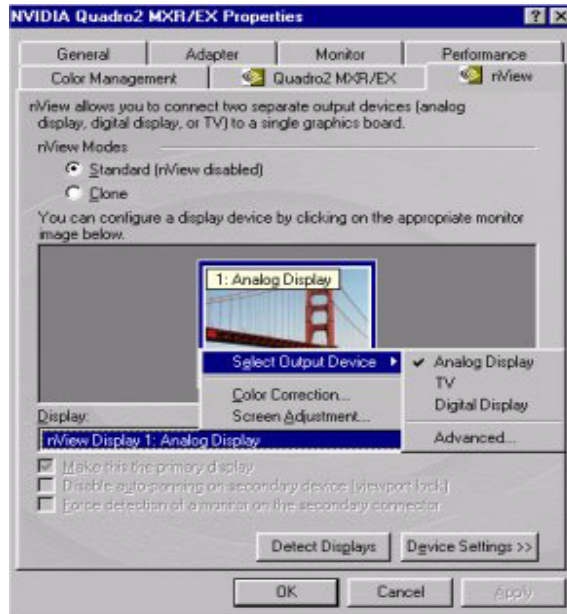 NVIDIA Quadro2 MXR/EX Properties
General Adapter Monitor Performance
Color Management Quadro2 MXR/EX nView
nView allows you to connect two separate output devices (analog
display, digital display, or TV) to a single graphics board.
nView Modes
Standard (nView disabled)
Clone
You can configure a display device by clicking on the appropriate monitor
image below.
1: Analog Display
Select Output Device
Color Correction...
Screen Adjustment...
Analog Display
TV
Digital Display
Advanced...
Display:
nView Display 1: Analog Display
Make this the primary display
Disable auto-panning on secondary device (viewport lock)
Force detection of a monitor on the secondary connector
Detect Displays Device Settings >>
OK Cancel Apply